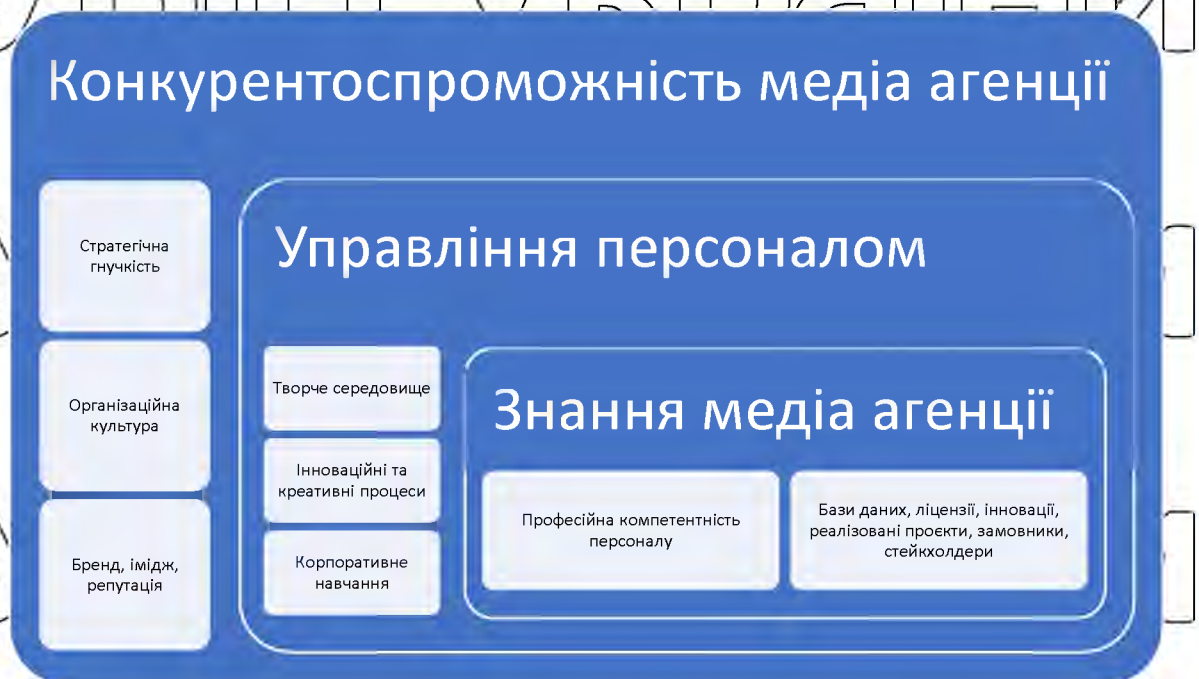 Конкурентоспроможність медіа агенції
Стратегічна
гнучкість
Організаційна
культура
Бренд, імідж,
репутація
Управління персоналом
Творче середовище
Інноваційні та
креативні процеси
Корпоративне
навчання
Знання медіа агенції
Професійна компетентність
персоналу
Бази даних, ліцензії, інновації,
реалізовані проєкти, замовники,
стейкхолдери